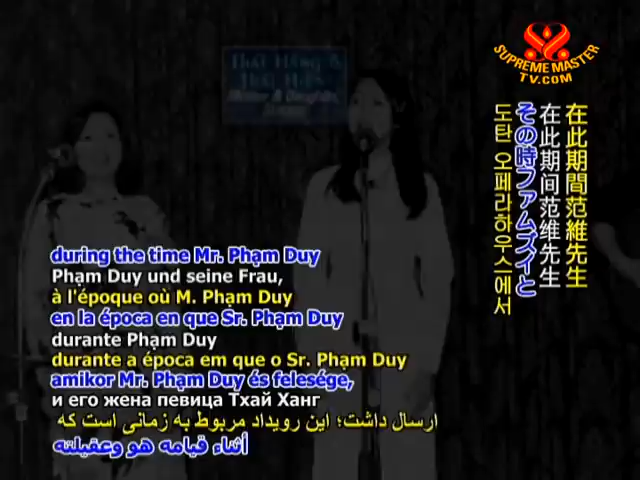 SUPREME MASTER
TV.COM
Thái Hằng &
Thái Hiền
在此期間范維先生
在此期间范维先生
その時ファムズイと
도탄 오페라하우스에서
during the time Mr. Phạm Duy
Phạm Duy und seine Frau,
à l'époque où M. Phạm Duy
en la época en que Sr. Phạm Duy
durante Phạm Duy
durante a época em que o Sr. Phạm Duy
amikor Mr. Phạm Duy és felesége,
и его жена певица Тхай Ханг
ارسال داشت؛ این رویداد مربوط به زمانی است که
أثناء قيامه هو وعقيلته